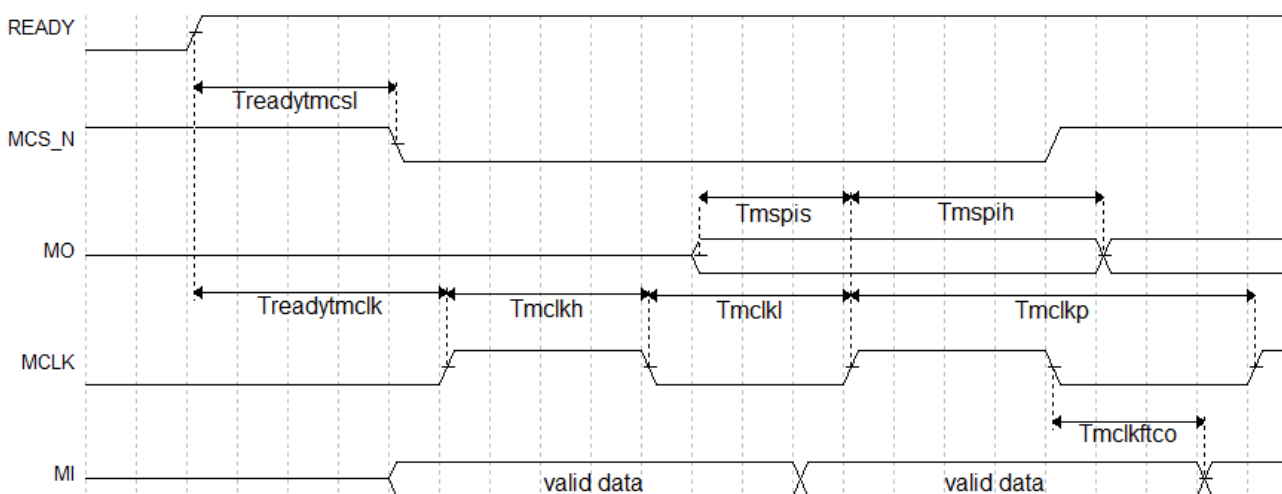 READY
Treadytmcsl
MCS_N
Tmspis
Tmspih
MO
Treadytmclk
Tmclkh
Tmclkl
Tmclkp
MCLK
Tmclkftco
MI
valid data
valid data